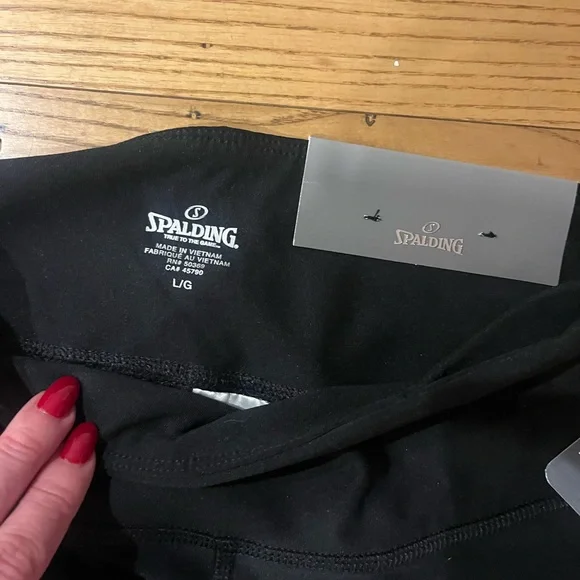 S
SPALDING
TRUE TO THE GAME
MADE IN VIETNAM
FABRIQUÉ AU VIETNAM
RN# 50369
CA# 45790
L/G
S
SPALDING